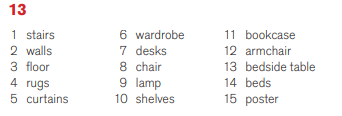 13
1 stairs
2 walls
3 floor
4 rugs
5 curtains
6 wardrobe
7 desks
8 chair
9 lamp
10 shelves
11 bookcase
12 armchair
13 bedside table
14 beds
15 poster